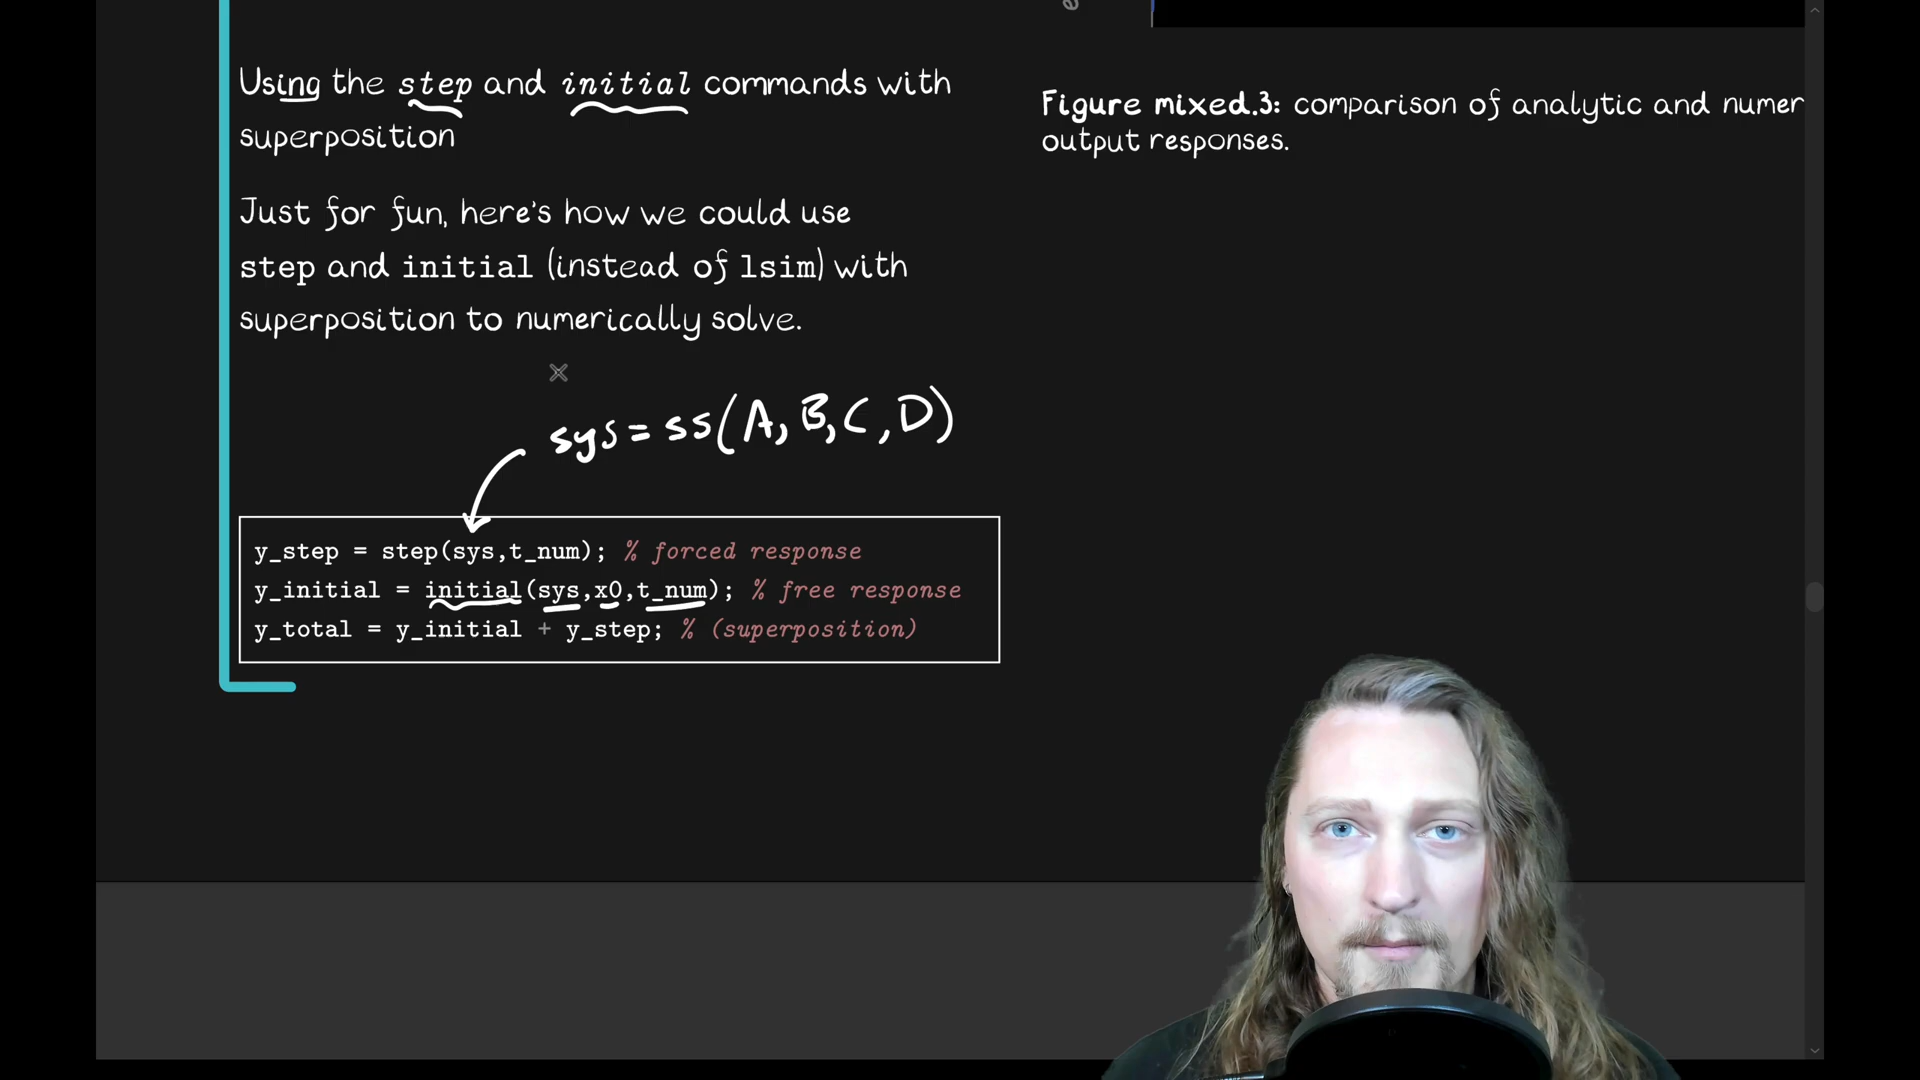 Using the step and initial commands with
superposition
Just for fun, here's how we could use
step and initial (instead of lsim) with
superposition to numerically solve.
sys = ss(A, B, C, D)
y_step = step(sys,t_num); % forced response
y_initial = initial(sys,x0,t_num); % free response
y_total = y_initial + y_step; % (superposition)
Figure mixed.3: comparison of analytic and numer
output responses.